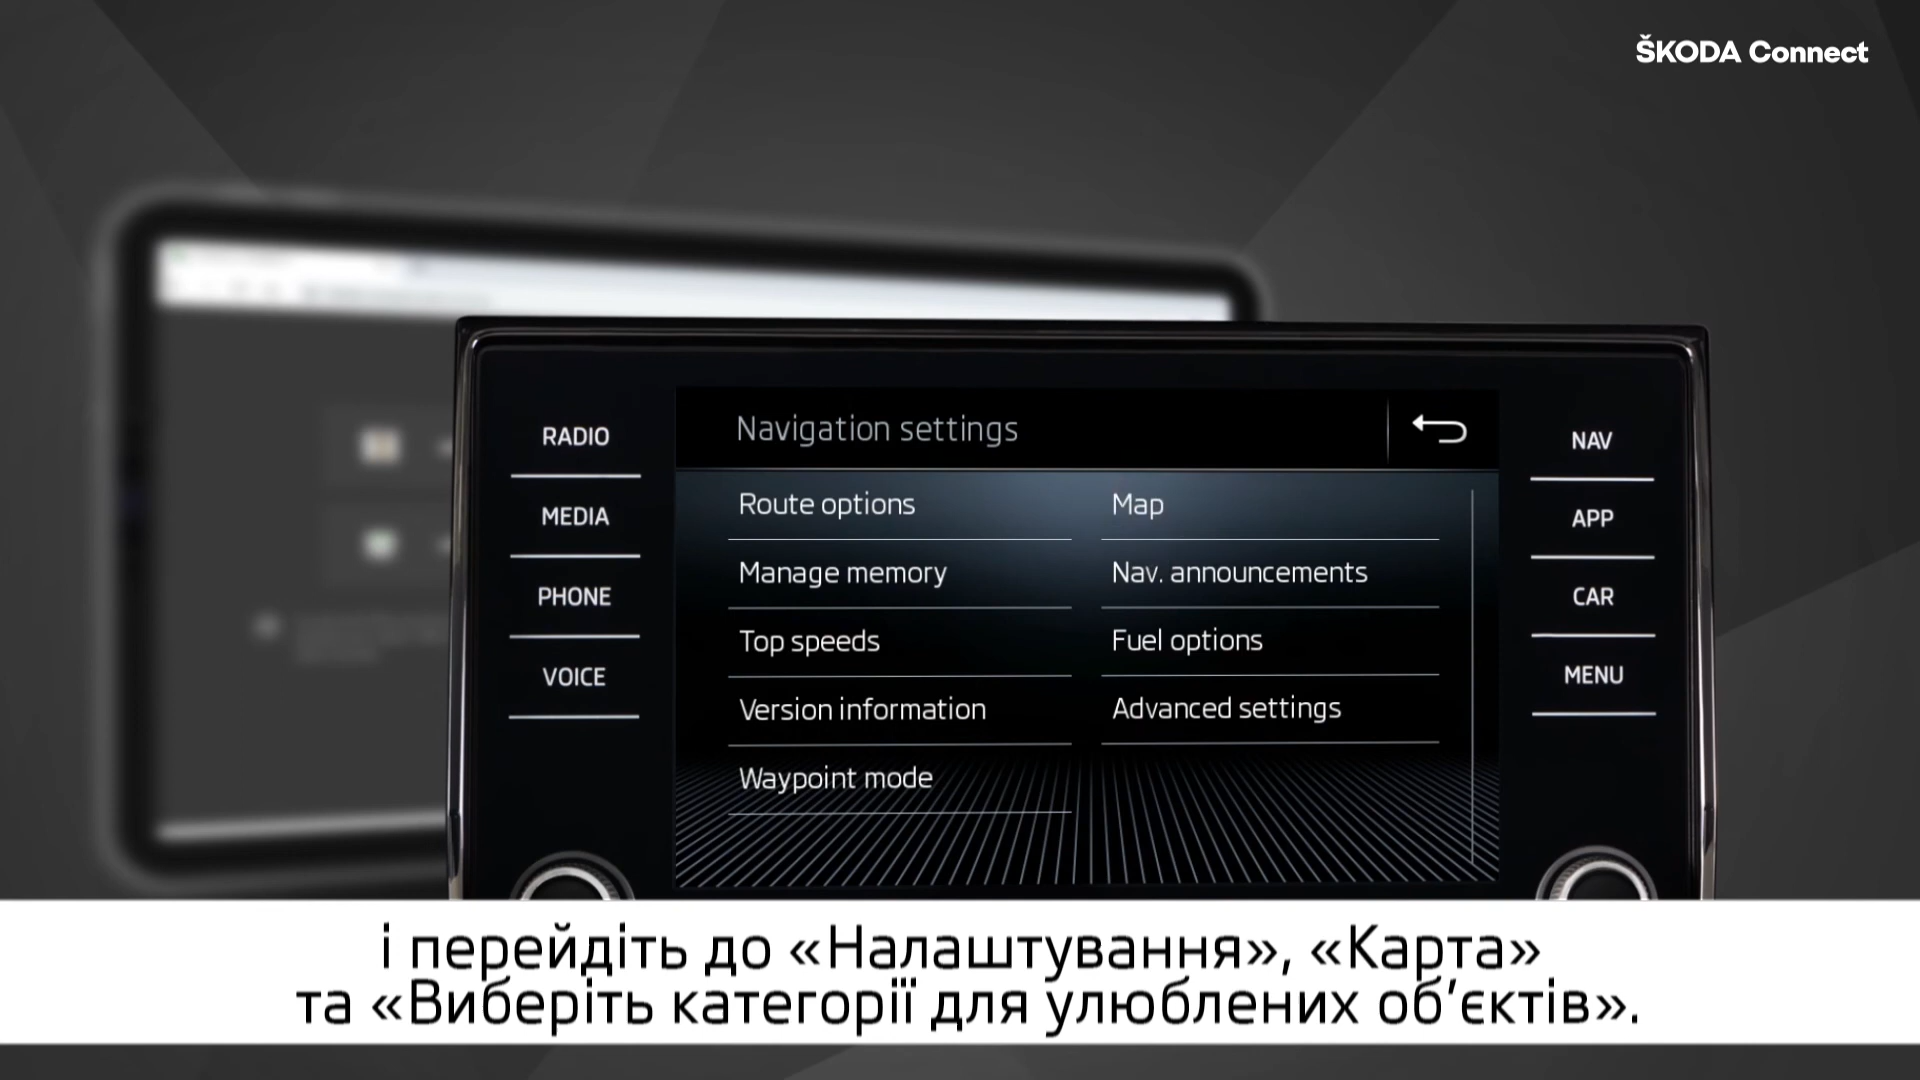 ŠKODA Connect
RADIO
MEDIA
PHONE
VOICE
Navigation settings
Route options
Map
Manage memory
Nav. announcements
Top speeds
Fuel options
Version information
Advanced settings
Waypoint mode
NAV
APP
CAR
MENU
і перейдіть до «Налаштування», «Карта»
та «Виберіть категорії для улюблених об’єктів».